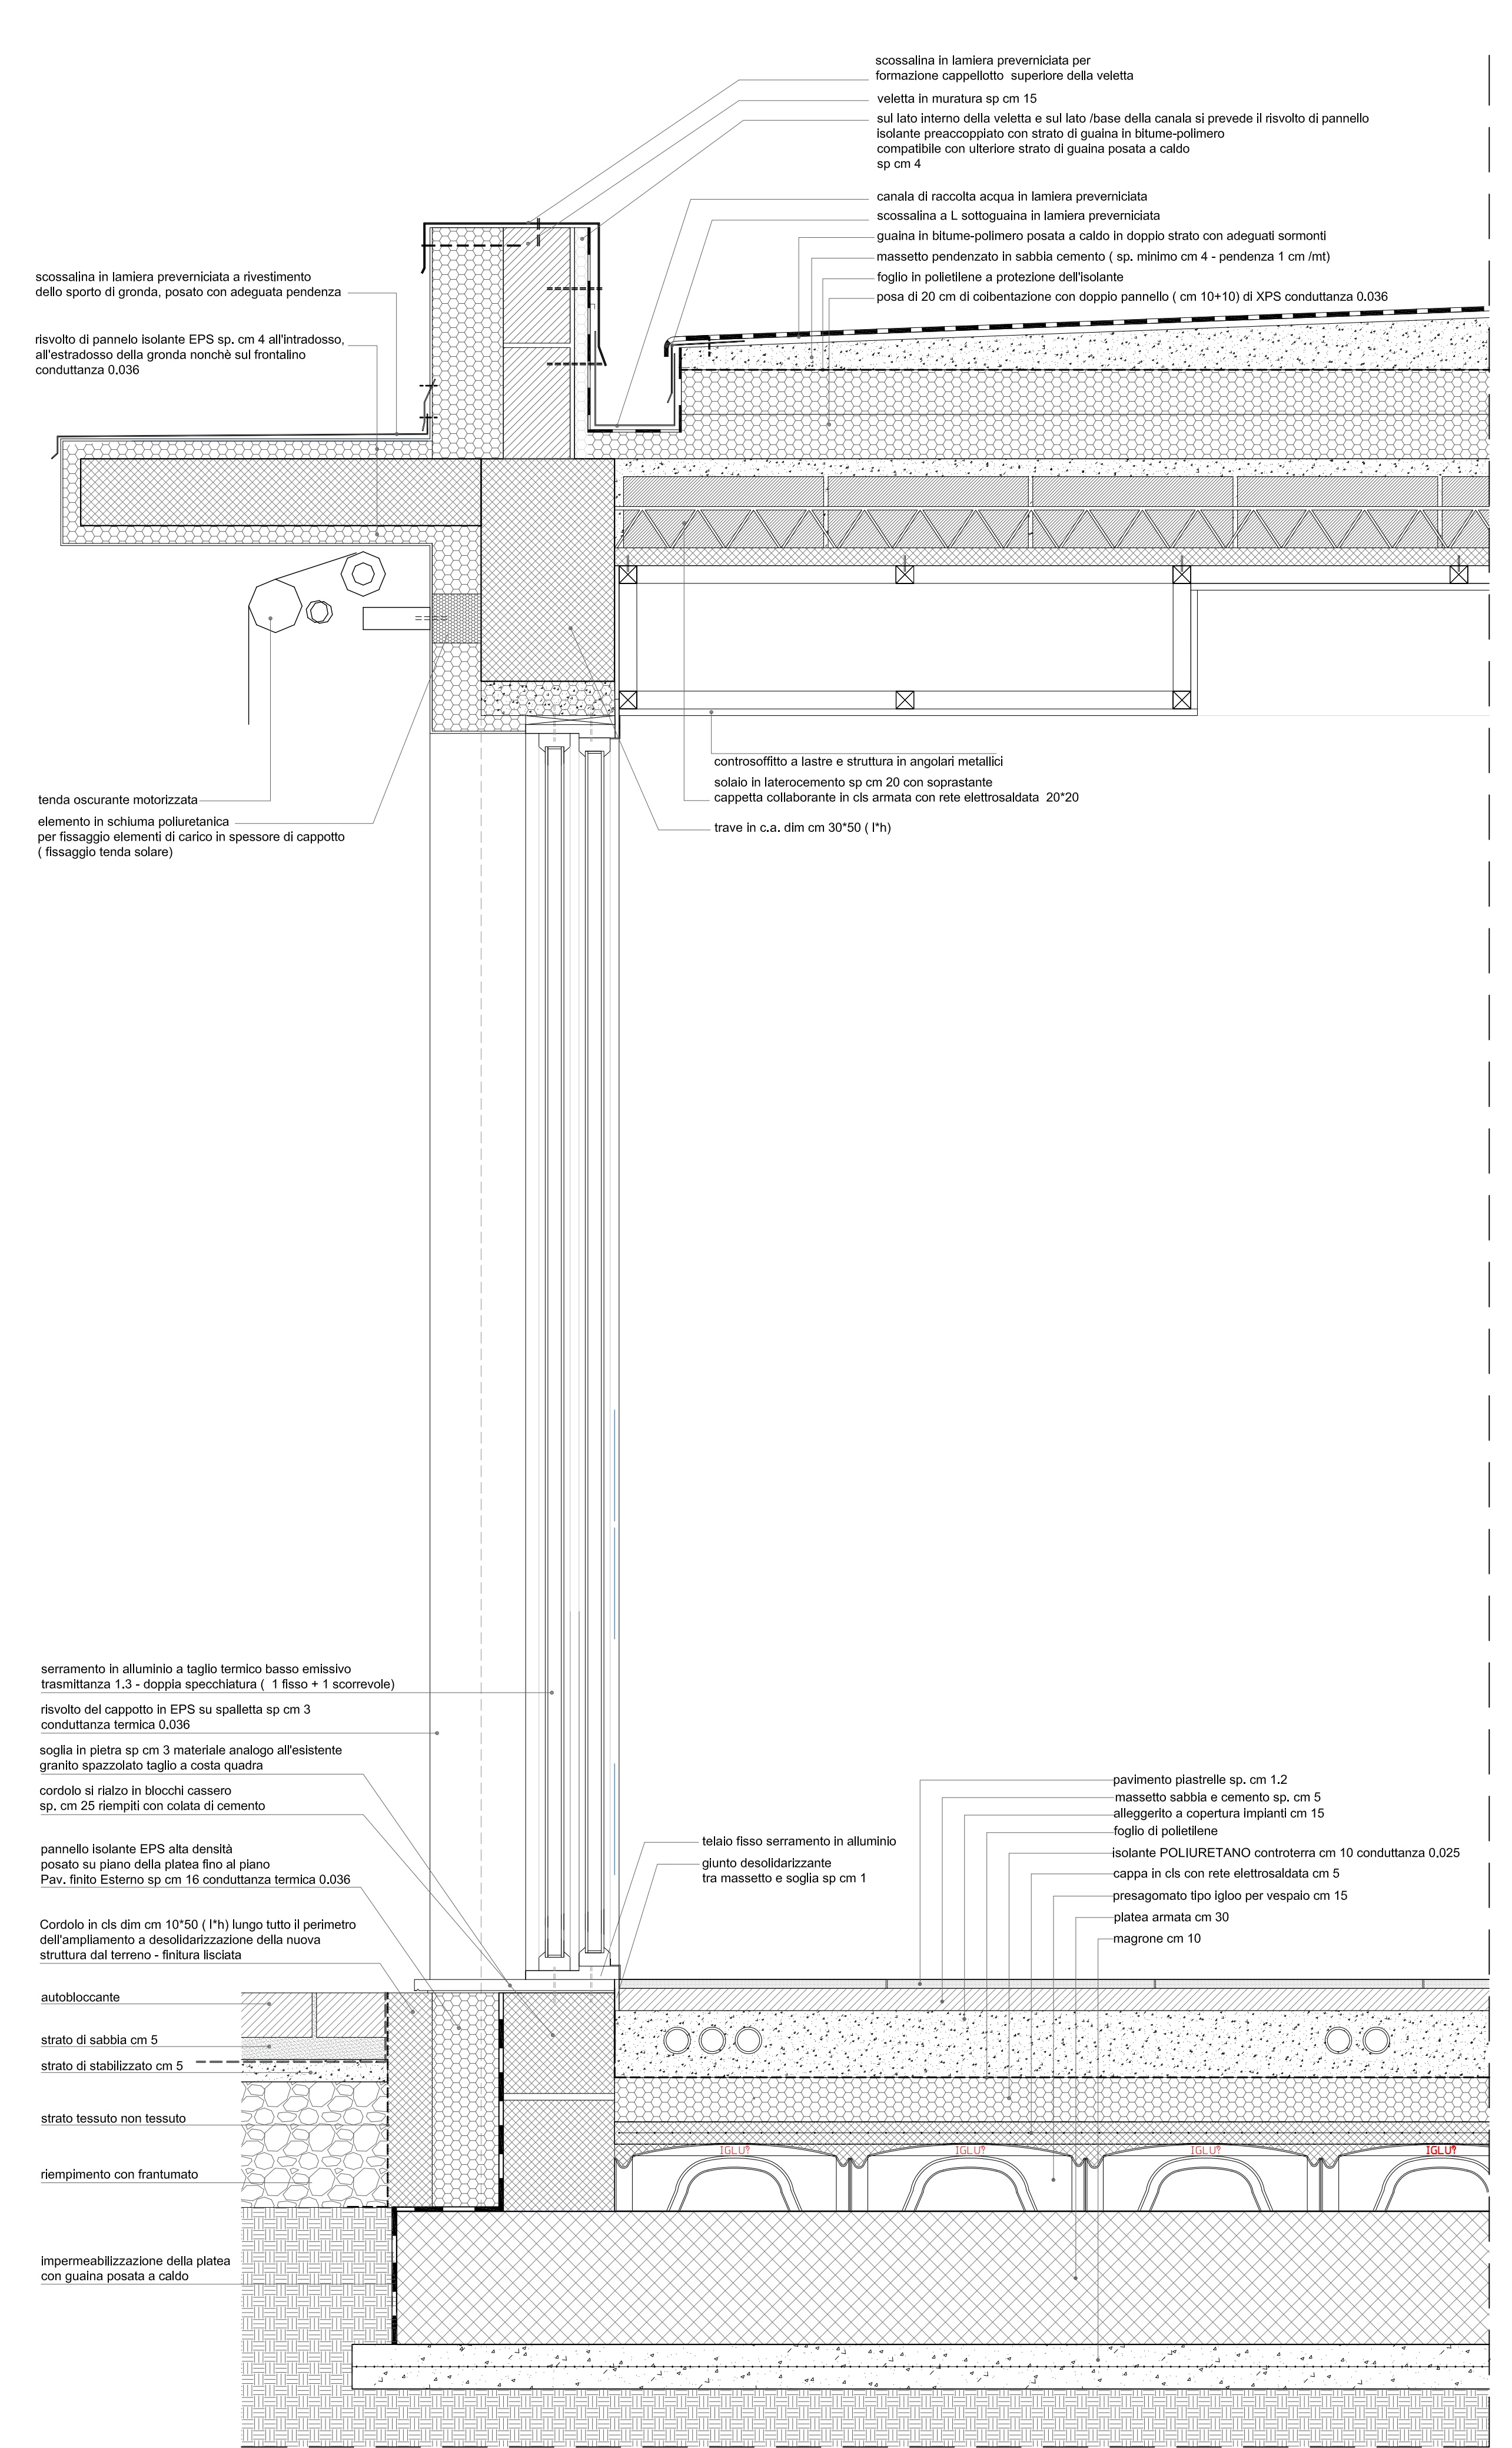 scossalina in lamiera preverniciata per
formazione cappellotto superiore della veletta
veletta in muratura sp cm 15
sul lato interno della veletta e sul lato /base della canala si prevede il risvolto di pannello
isolante preaccoppiato con strato di guaina in bitume-polimero
compatibile con ulteriore strato di guaina posata a caldo
sp cm 4
canala di raccolta acqua in lamiera preverniciata
scossalina a L sottoguaina in lamiera preverniciata
guaina in bitume-polimero posata a caldo in doppio strato con adeguati sormonti
massetto pendenzato in sabbia cemento ( sp. minimo cm 4 - pendenza 1 cm /mt)
foglio in polietilene a protezione dell'isolante
posa di 20 cm di coibentazione con doppio pannello ( cm 10+10) di XPS conduttanza 0.036
scossalina in lamiera preverniciata a rivestimento
dello sporto di gronda, posato con adeguata pendenza
risvolto di pannelo isolante EPS sp. cm 4 all'intradosso,
all'estradosso della gronda nonchè sul frontalino
conduttanza 0.036
controsoffitto a lastre e struttura in angolari metallici
solaio in laterocemento sp cm 20 con soprastante
cappetta collaborante in cls armata con rete elettrosaldata 20*20
trave in c.a. dim cm 30*50 ( l*h)
tenda oscurante motorizzata
elemento in schiuma poliuretanica
per fissaggio elementi di carico in spessore di cappotto
( fissaggio tenda solare)
serramento in alluminio a taglio termico basso emissivo
trasmittanza 1.3 - doppia specchiatura ( 1 fisso + 1 scorrevole)
risvolto del cappotto in EPS su spalletta sp cm 3
conduttanza termica 0.036
soglia in pietra sp cm 3 materiale analogo all'esistente
granito spazzolato taglio a costa quadra
cordolo si rialzo in blocchi cassero
sp. cm 25 riempiti con colata di cemento
pannello isolante EPS alta densità
posato su piano della platea fino al piano
Pav. finito Esterno sp cm 16 conduttanza termica 0.036
Cordolo in cls dim cm 10*50 ( l*h) lungo tutto il perimetro
dell'ampliamento a desolidarizzazione della nuova
struttura dal terreno - finitura lisciata
autobloccante
strato di sabbia cm 5
strato di stabilizzato cm 5
strato tessuto non tessuto
riempimento con frantumato
impermeabilizzazione della platea
con guaina posata a caldo
telaio fisso serramento in alluminio
giunto desolidarizzante
tra massetto e soglia sp cm 1
pavimento piastrelle sp. cm 1.2
massetto sabbia e cemento sp. cm 5
alleggerito a copertura impianti cm 15
foglio di polietilene
isolante POLIURETANO controterra cm 10 conduttanza 0,025
cappa in cls con rete elettrosaldata cm 5
presagomato tipo igloo per vespaio cm 15
platea armata cm 30
magrone cm 10
IGLU?
IGLU?
IGLU?
IGLU?